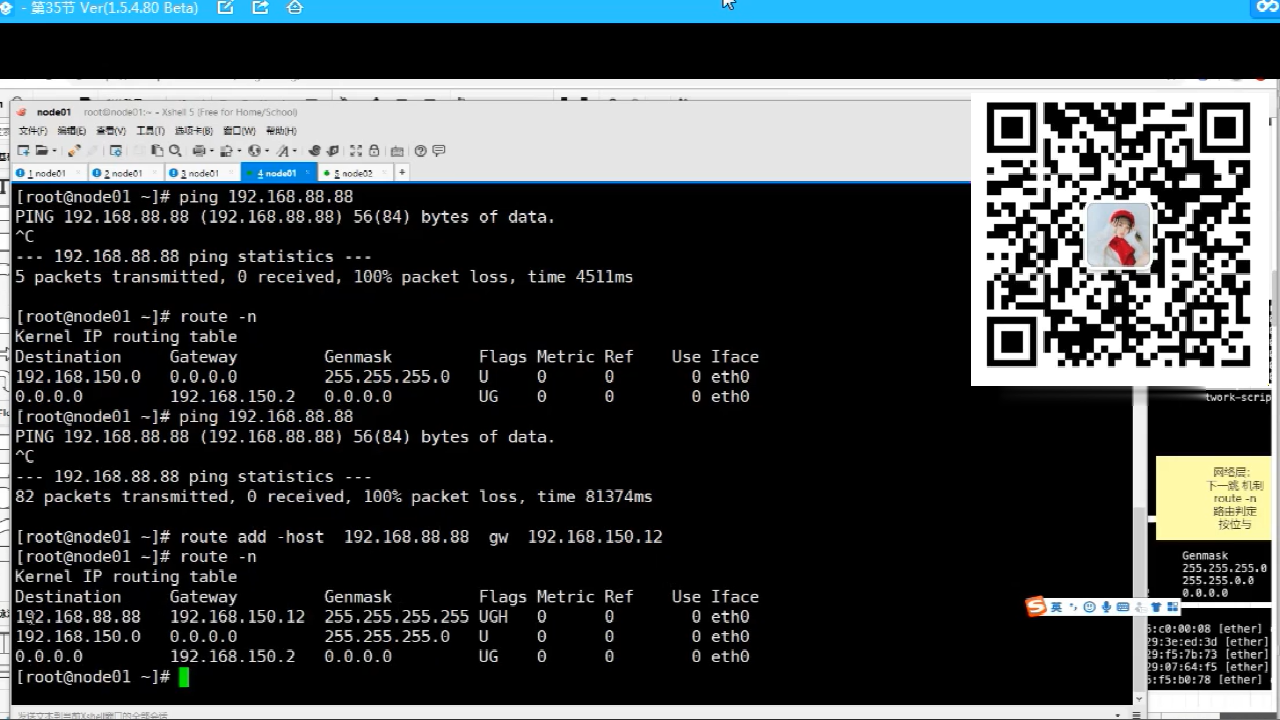 - 第35节 Ver(1.5.4.80 Beta)
node01 root@node01:~ - Xshell 5 (Free for Home/School)
文件(F) 编辑(E) 查看(V) 工具(T) 选项卡(B) 窗口(W) 帮助(H)
1 node01 2 node01 3 node01 4 node01 5 node02 +
[root@node01 ~]# ping 192.168.88.88
PING 192.168.88.88 (192.168.88.88) 56(84) bytes of data.
^C
--- 192.168.88.88 ping statistics ---
5 packets transmitted, 0 received, 100% packet loss, time 4511ms
[root@node01 ~]# route -n
Kernel IP routing table
Destination Gateway Genmask Flags Metric Ref Use Iface
192.168.150.0 0.0.0.0 255.255.255.0 U 0 0 0 eth0
0.0.0.0 192.168.150.2 0.0.0.0 UG 0 0 0 eth0
[root@node01 ~]# ping 192.168.88.88
PING 192.168.88.88 (192.168.88.88) 56(84) bytes of data.
^C
--- 192.168.88.88 ping statistics ---
82 packets transmitted, 0 received, 100% packet loss, time 81374ms
[root@node01 ~]# route add -host 192.168.88.88 gw 192.168.150.12
[root@node01 ~]# route -n
Kernel IP routing table
Destination Gateway Genmask Flags Metric Ref Use Iface
192.168.88.88 192.168.150.12 255.255.255.255 UGH 0 0 0 eth0
192.168.150.0 0.0.0.0 255.255.255.0 U 0 0 0 eth0
0.0.0.0 192.168.150.2 0.0.0.0 UG 0 0 0 eth0
[root@node01 ~]#
twork-scrip
网络层:
下一跳 机制
route -n
路由判定
按位与
Genmask
255.255.255.0
255.255.0.0
0.0.0.0
英
5:c0:00:08 [ether]
29:3e:ed:3d [ether]
29:f5:7b:73 [ether]
29:07:64:f5 [ether]
5:f5:b0:78 [ether]